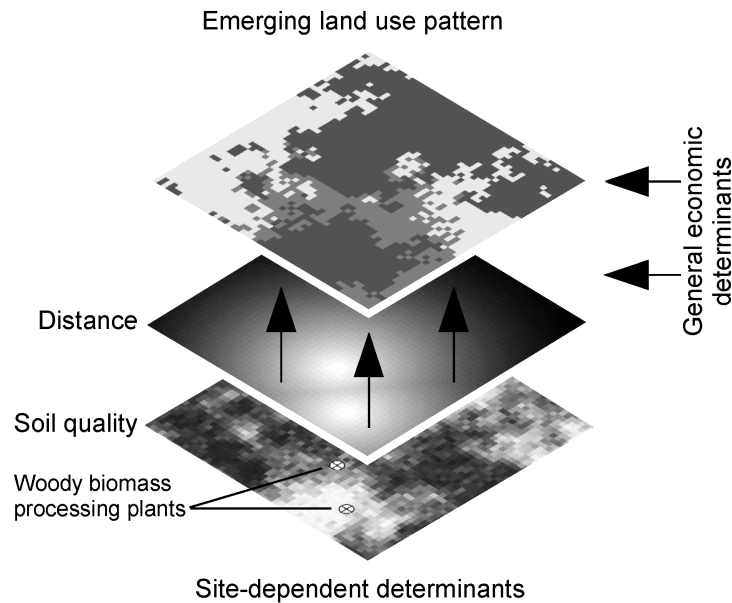 Emerging land use pattern
General economic
determinants
Distance
Soil quality
Woody biomass
processing plants
Site-dependent determinants